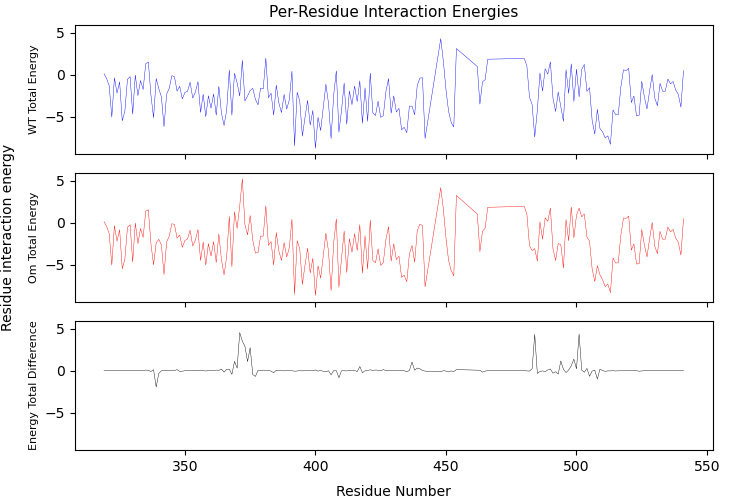 Per-Residue Interaction Energies
Residue interaction energy
WT Total Energy
5
0
−5
Om Total Energy
5
0
−5
Energy Total Difference
5
0
−5
350
400
450
500
550
Residue Number